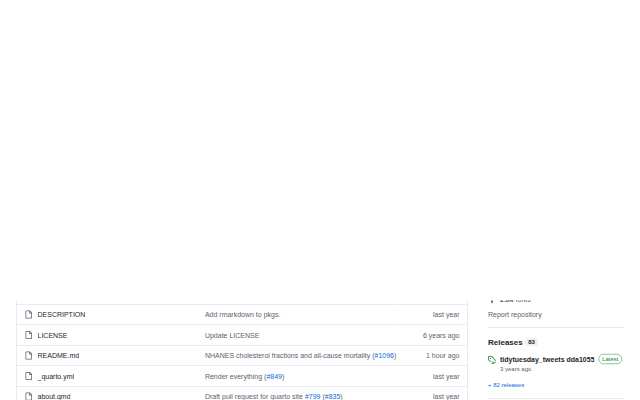 DESCRIPTION Add rmarkdown to pkgs. last year
LICENSE Update LICENSE 6 years ago
README.md NHANES cholesterol fractions and all-cause mortality (#1096) 1 hour ago
_quarto.yml Render everything (#849) last year
about.qmd Draft pull request for quarto site #799 (#835) last year
Report repository
Releases 83
tidytuesday_tweets dda1055 Latest
3 years ago
+ 82 releases